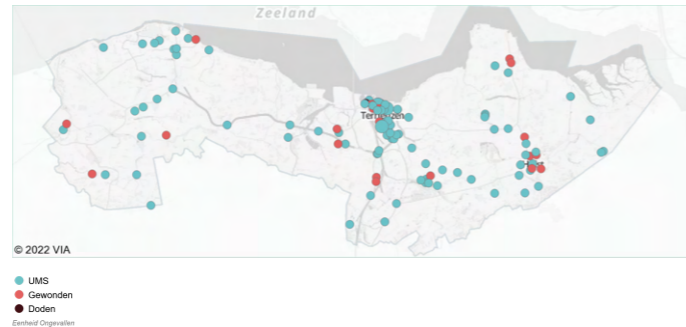 Zeeland
Terneuzen
© 2022 VIA
UMS
Gewonden
Doden
Eenheid Ongevallen